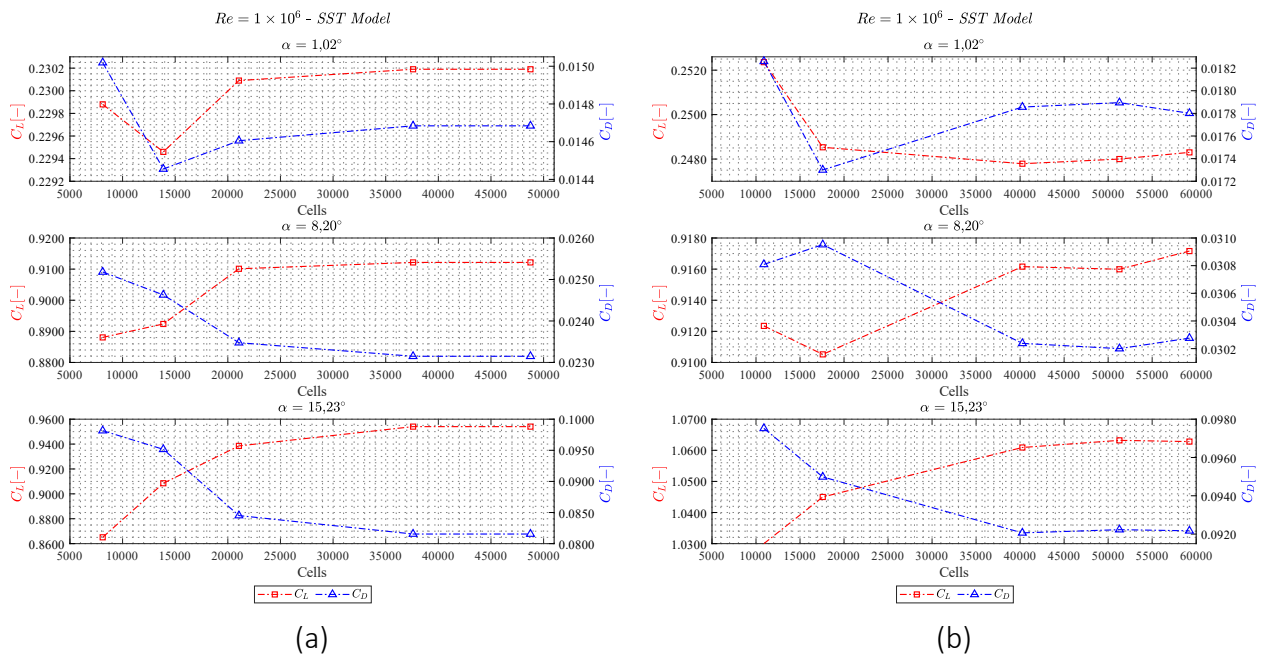 Re = 1 × 10⁶ - SST Model
α = 1,02°
0.2302
0.2300
0.2298
0.2296
0.2294
0.2292
C_L[−]
0.0150
0.0148
0.0146
0.0144
C_D[−]
5000 10000 15000 20000 25000 30000 35000 40000 45000 50000
Cells
α = 8,20°
0.9200
0.9100
0.9000
0.8900
0.8800
C_L[−]
0.0260
0.0250
0.0240
0.0230
C_D[−]
5000 10000 15000 20000 25000 30000 35000 40000 45000 50000
Cells
α = 15,23°
0.9600
0.9400
0.9200
0.9000
0.8800
0.8600
C_L[−]
0.1000
0.0950
0.0900
0.0850
0.0800
C_D[−]
5000 10000 15000 20000 25000 30000 35000 40000 45000 50000
Cells
C_L C_D
(a)
Re = 1 × 10⁶ - SST Model
α = 1,02°
0.2520
0.2500
0.2480
C_L[−]
0.0182
0.0180
0.0178
0.0176
0.0174
0.0172
C_D[−]
5000 10000 15000 20000 25000 30000 35000 40000 45000 50000 55000 60000
Cells
α = 8,20°
0.9180
0.9160
0.9140
0.9120
0.9100
C_L[−]
0.0310
0.0308
0.0306
0.0304
0.0302
C_D[−]
5000 10000 15000 20000 25000 30000 35000 40000 45000 50000 55000 60000
Cells
α = 15,23°
1.0700
1.0600
1.0500
1.0400
1.0300
C_L[−]
0.0980
0.0960
0.0940
0.0920
C_D[−]
5000 10000 15000 20000 25000 30000 35000 40000 45000 50000 55000 60000
Cells
C_L C_D
(b)